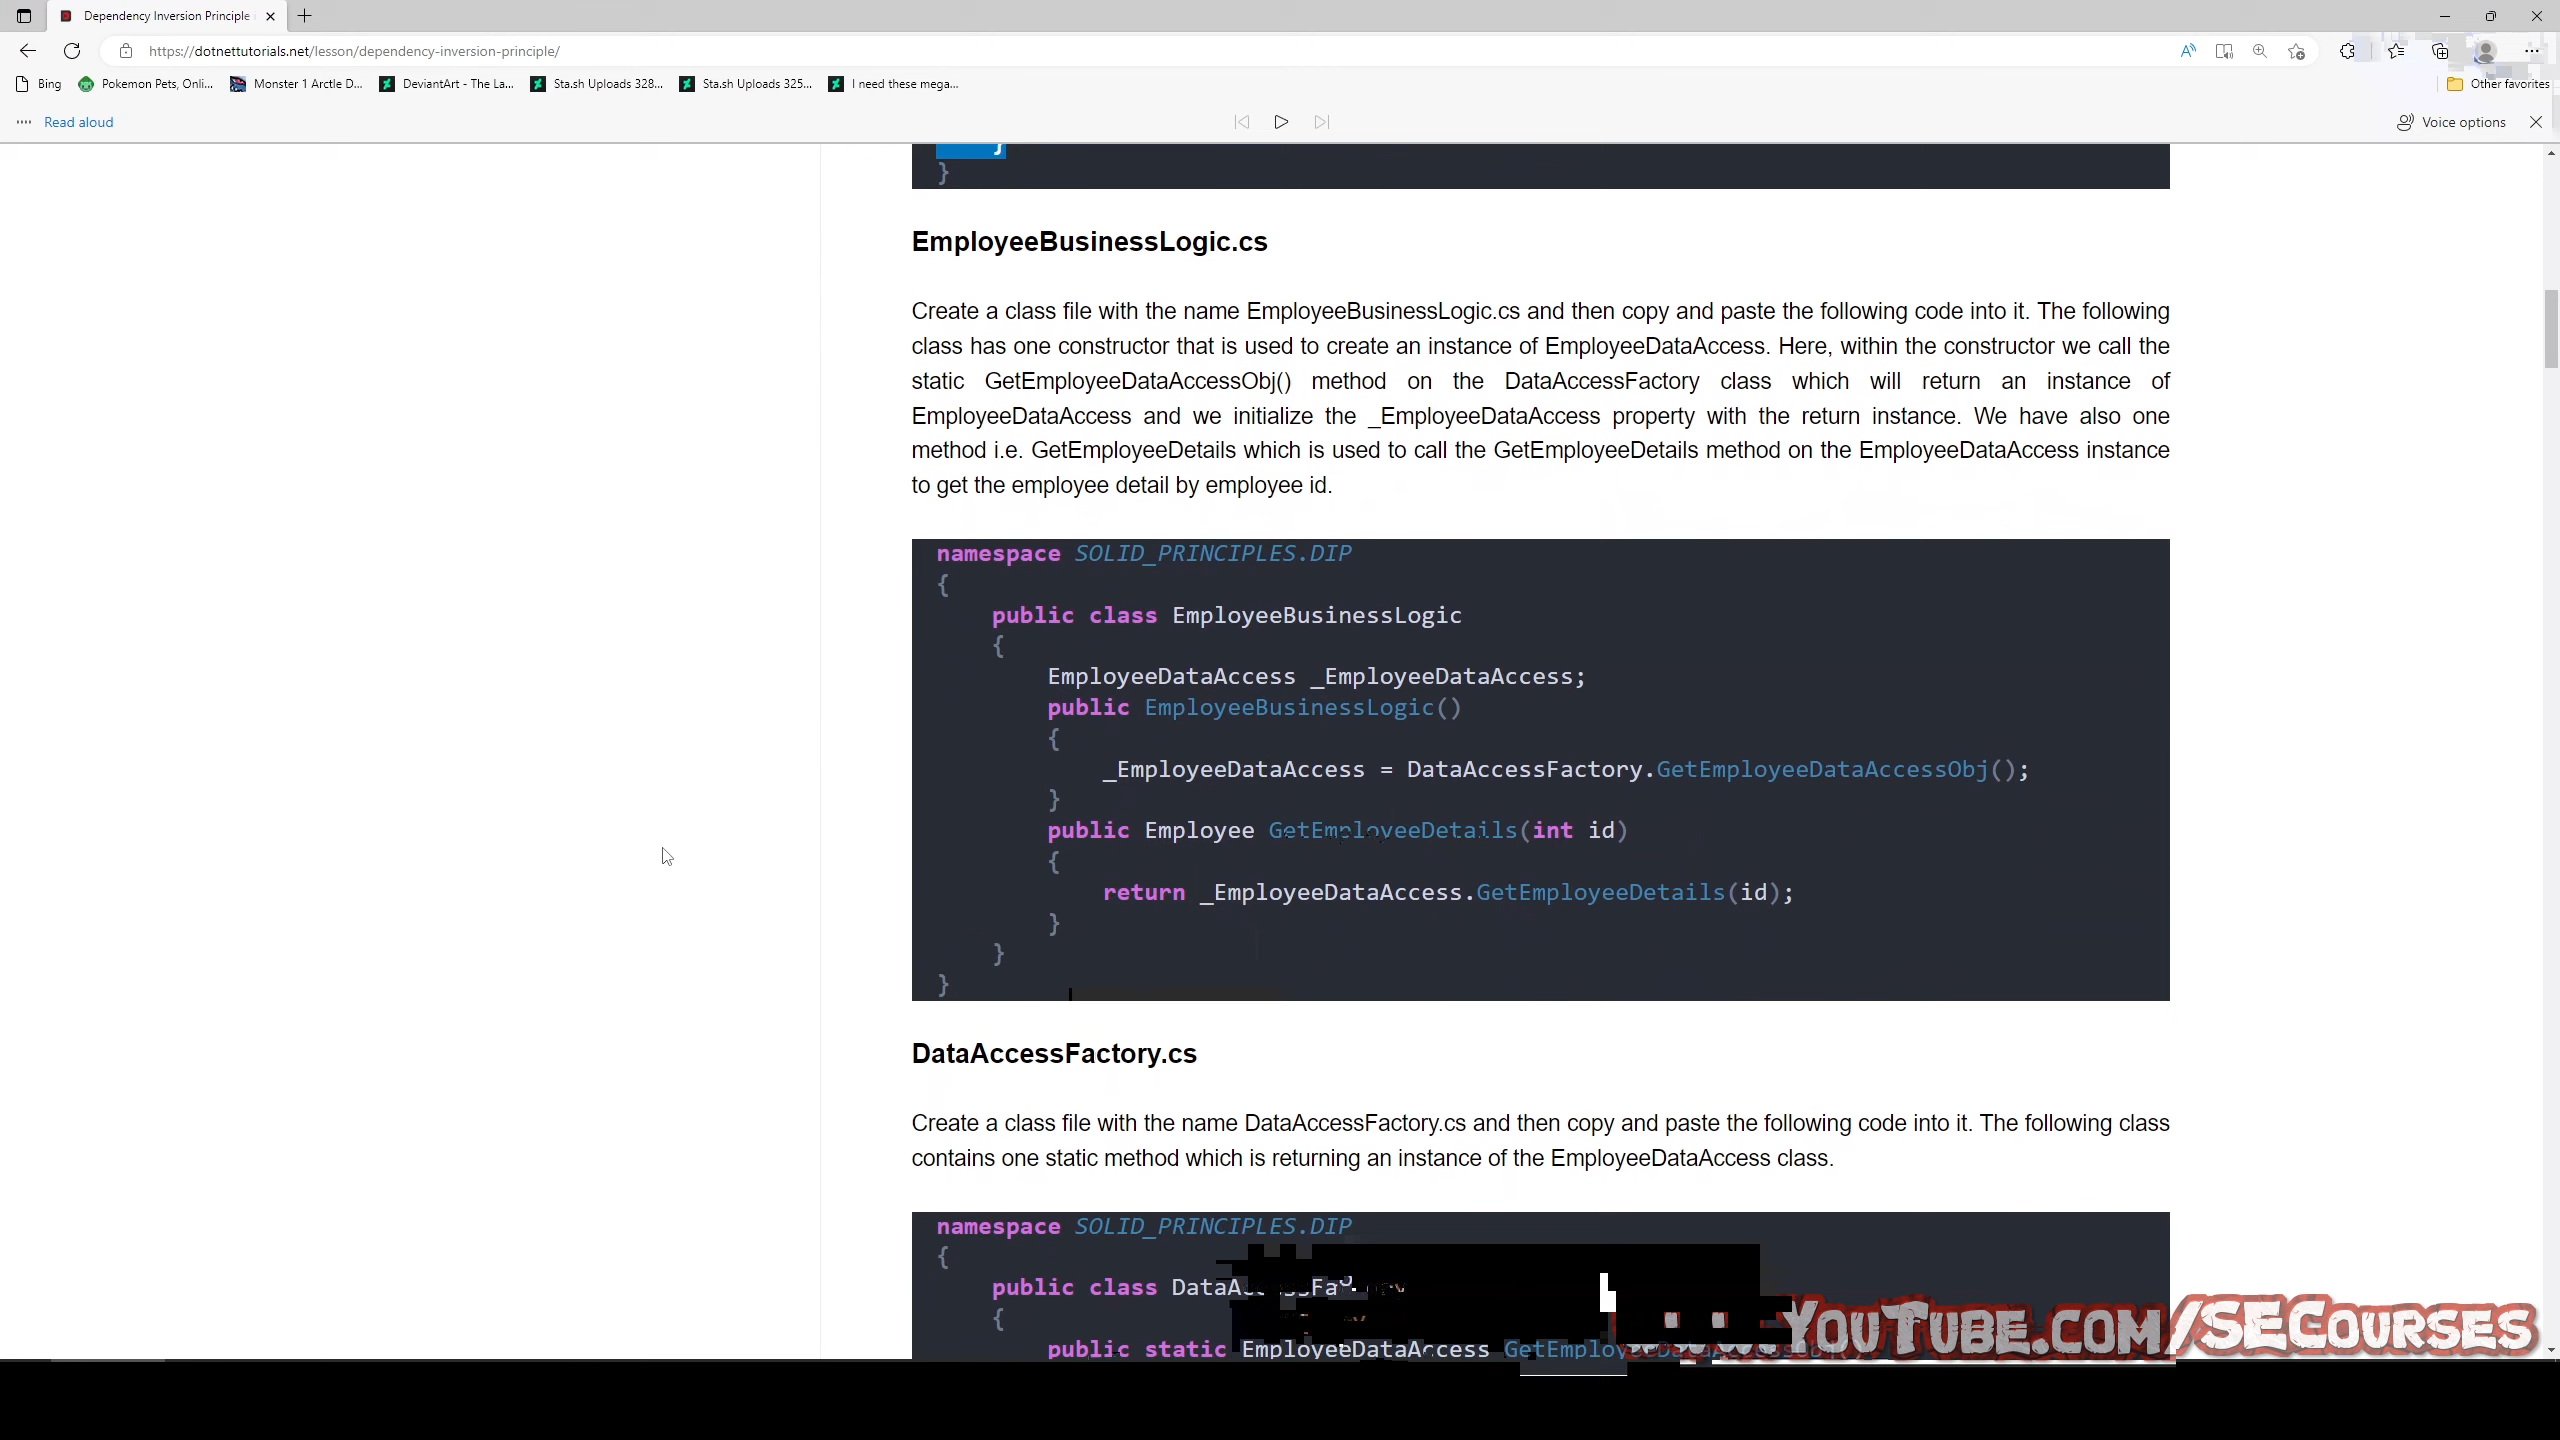 Dependency Inversion Principle
https://dotnettutorials.net/lesson/dependency-inversion-principle/
Bing
Pokemon Pets, Onli...
Monster 1 Arctle D...
DeviantArt - The La...
Sta.sh Uploads 328...
Sta.sh Uploads 325...
I need these mega...
Other favorites
Read aloud
Voice options
}
}
EmployeeBusinessLogic.cs
Create a class file with the name EmployeeBusinessLogic.cs and then copy and paste the following code into it. The following
class has one constructor that is used to create an instance of EmployeeDataAccess. Here, within the constructor we call the
static GetEmployeeDataAccessObj() method on the DataAccessFactory class which will return an instance of
EmployeeDataAccess and we initialize the _EmployeeDataAccess property with the return instance. We have also one
method i.e. GetEmployeeDetails which is used to call the GetEmployeeDetails method on the EmployeeDataAccess instance
to get the employee detail by employee id.
namespace SOLID_PRINCIPLES.DIP
{
public class EmployeeBusinessLogic
{
EmployeeDataAccess _EmployeeDataAccess;
public EmployeeBusinessLogic()
{
_EmployeeDataAccess = DataAccessFactory.GetEmployeeDataAccessObj();
}
public Employee GetEmployeeDetails(int id)
{
return _EmployeeDataAccess.GetEmployeeDetails(id);
}
}
}
DataAccessFactory.cs
Create a class file with the name DataAccessFactory.cs and then copy and paste the following code into it. The following class
contains one static method which is returning an instance of the EmployeeDataAccess class.
namespace SOLID_PRINCIPLES.DIP
{
public class
{
public static EmployeeDataAccess
YouTube.com/SECourses